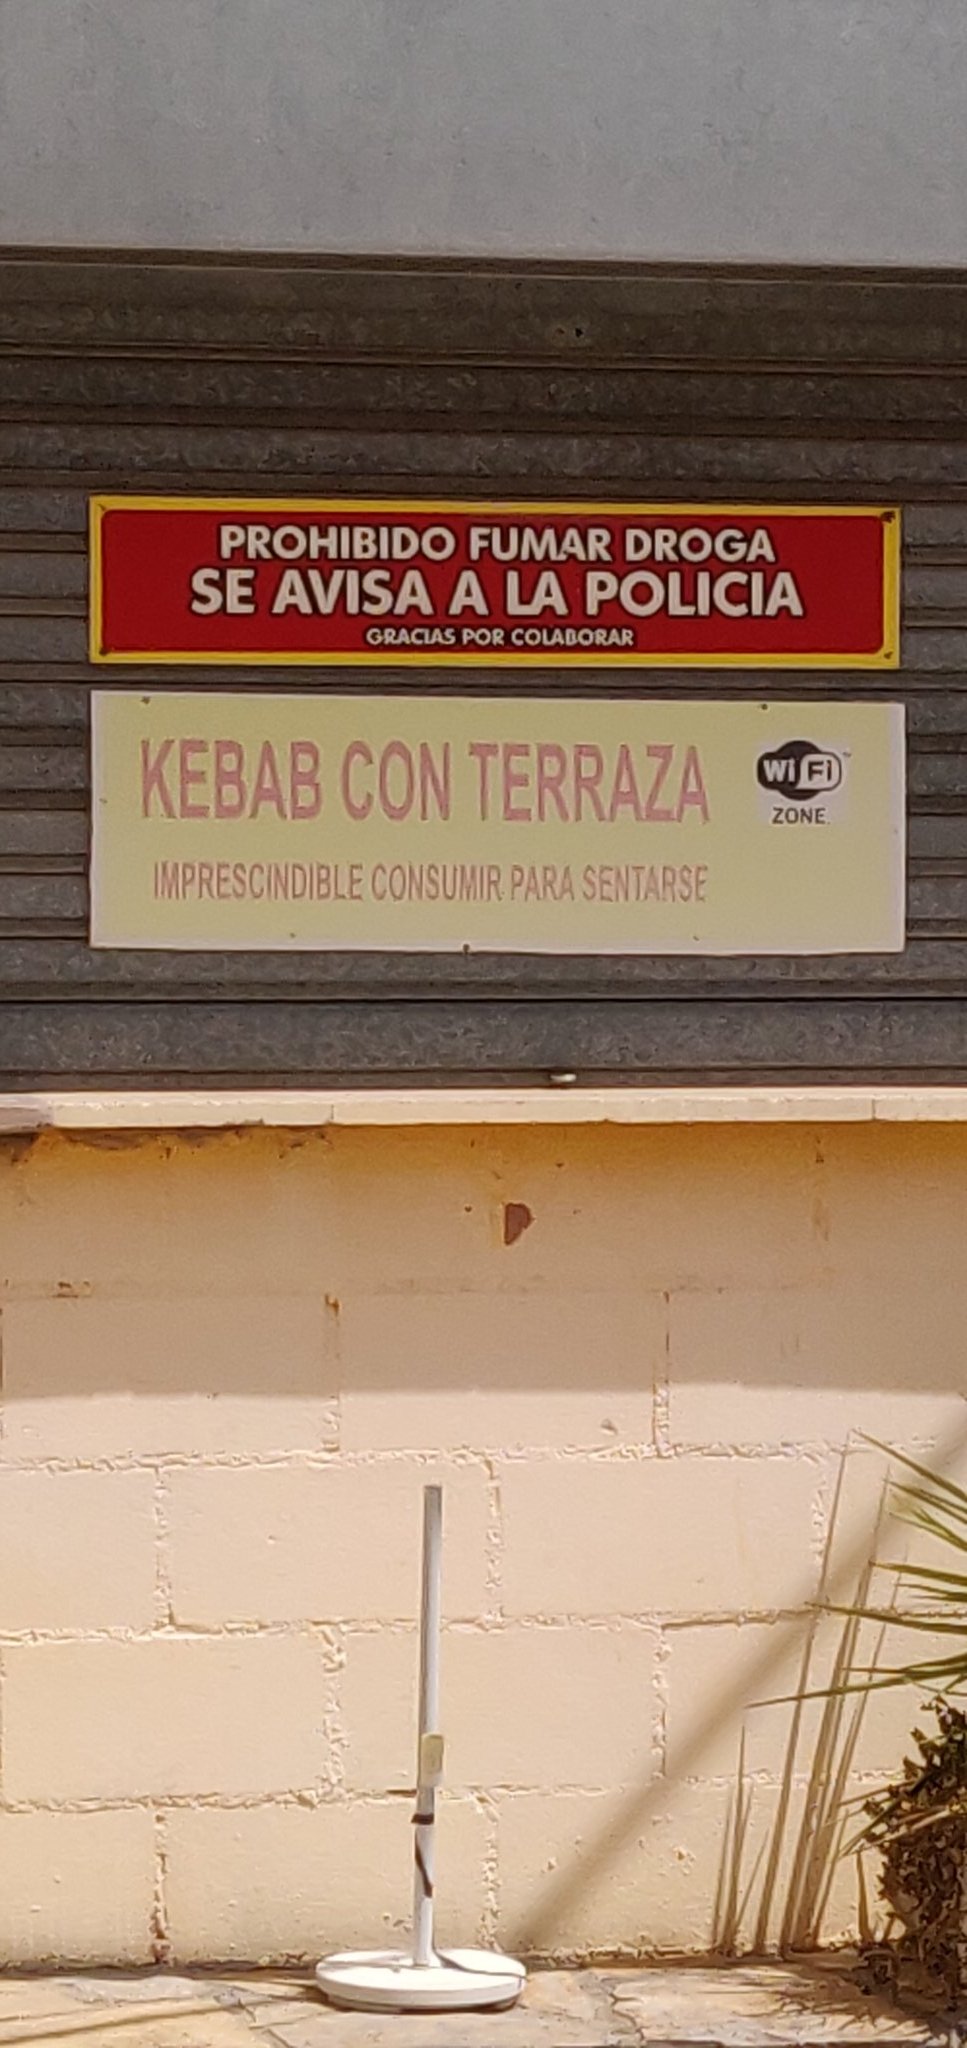 PROHIBIDO FUMAR DROGA
SE AVISA A LA POLICIA
GRACIAS POR COLABORAR
KEBAB CON TERRAZA
WiFi
ZONE
IMPRESCINDIBLE CONSUMIR PARA SENTARSE